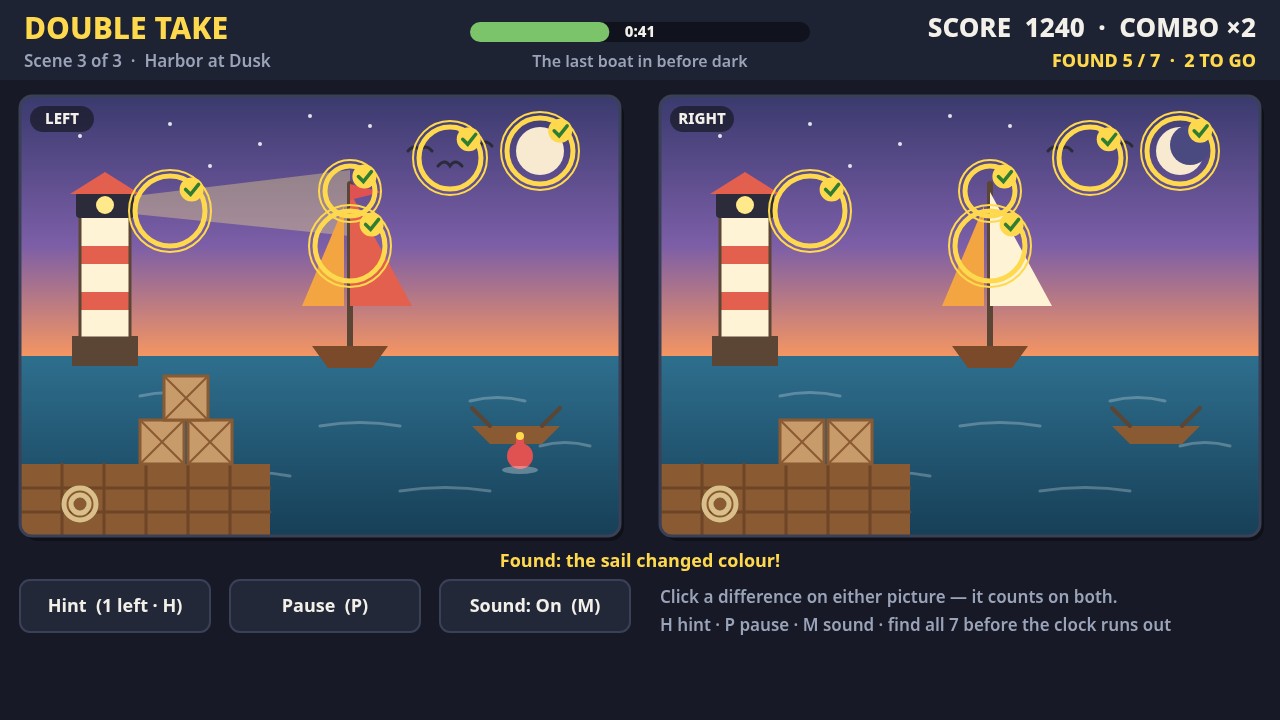 DOUBLE TAKE
Scene 3 of 3 · Harbor at Dusk
0:41
The last boat in before dark
SCORE 1240 · COMBO ×2
FOUND 5 / 7 · 2 TO GO
LEFT
RIGHT
Found: the sail changed colour!
Hint (1 left · H)
Pause (P)
Sound: On (M)
Click a difference on either picture — it counts on both.
H hint · P pause · M sound · find all 7 before the clock runs out